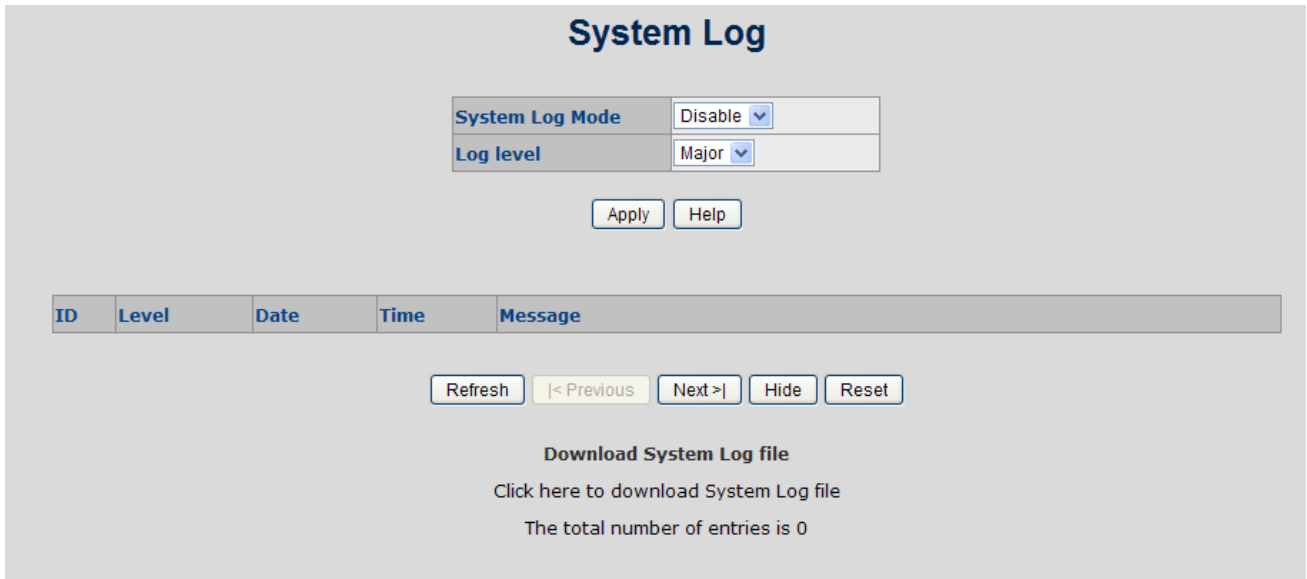 System Log
System Log Mode Disable
Log level Major
Apply Help
ID Level Date Time Message
Refresh |< Previous Next >| Hide Reset
Download System Log file
Click here to download System Log file
The total number of entries is 0